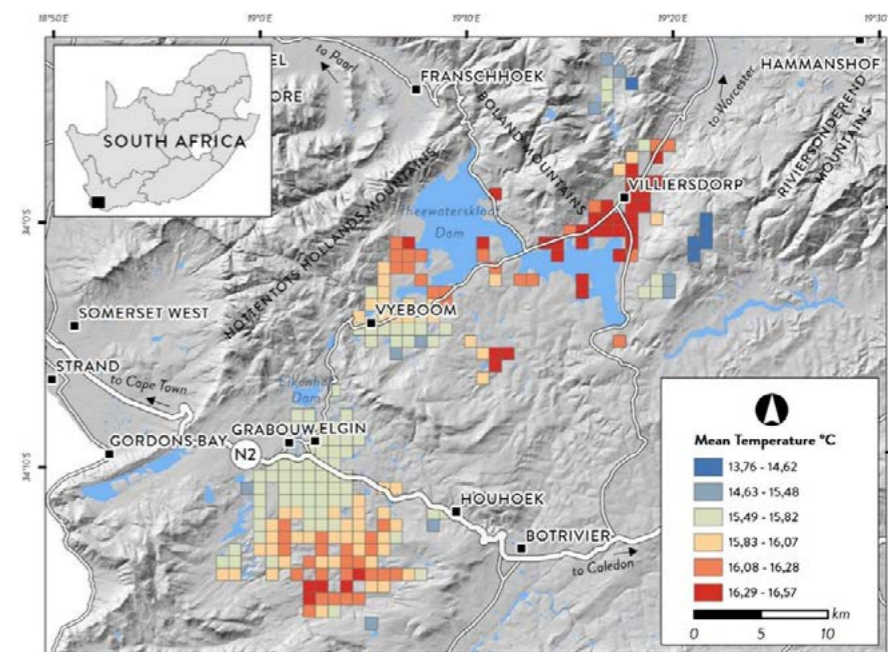 18°50'E
19°0'E
19°10'E
19°20'E
19°30'E
SOUTH AFRICA
EL
ORE
to Paarl
FRANSCHHOEK
BOLAND MOUNTAINS
to Worcester
HAMMANSHOF
RIVIERSONDEREND
MOUNTAINS
HOTTENTOTS HOLLANDS MOUNTAINS
VILLIERSDORP
34°0'S
Theewaterskloof
Dam
SOMERSET WEST
VYEBOOM
STRAND
to Cape Town
Eikenhof
Dam
GRABOUW
ELGIN
GORDONS BAY
N2
34°10'S
HOUHOEK
BOTRIVIER
to Caledon
Mean Temperature °C
13,76 - 14,62
14,63 - 15,48
15,49 - 15,82
15,83 - 16,07
16,08 - 16,28
16,29 - 16,57
km
0 5 10